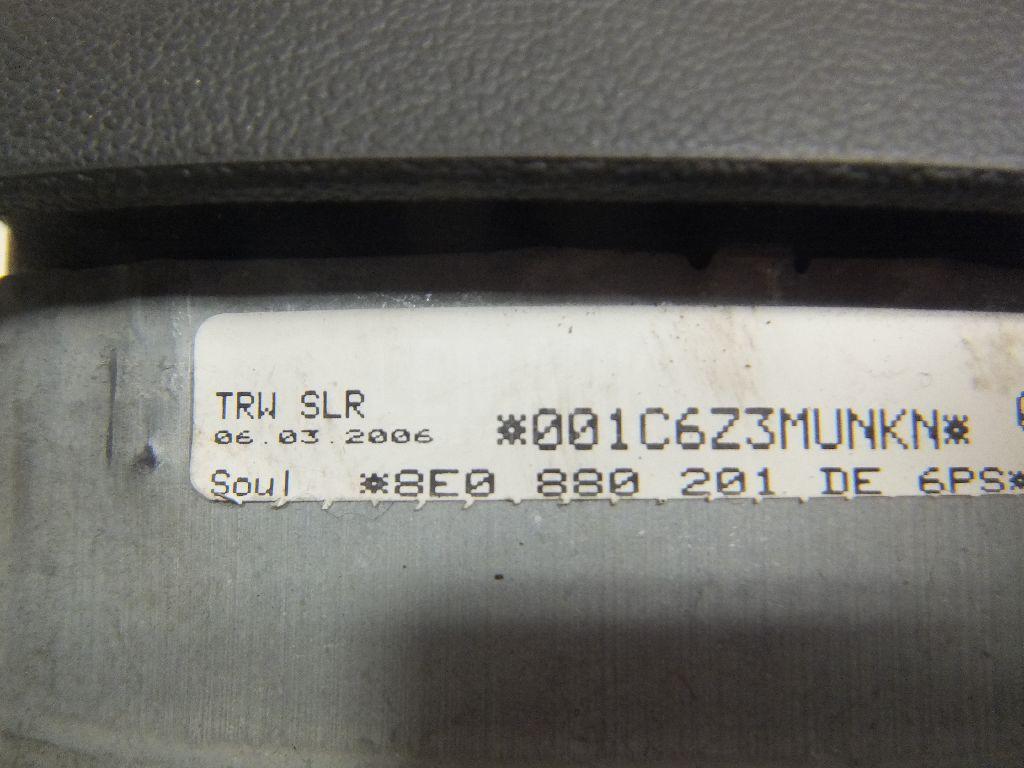 TRW SLR
06.03.2006
*001C6Z3MUNKN*
Soul *8E0 880 201 DE 6PS*